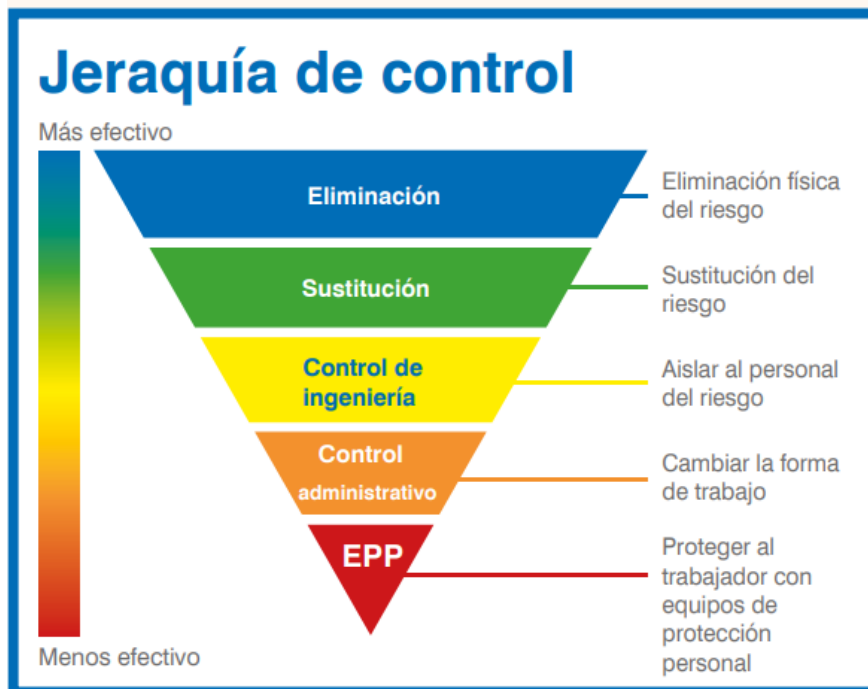 Jeraquía de control
Más efectivo
Eliminación
Eliminación física
del riesgo
Sustitución
Sustitución del
riesgo
Control de
ingeniería
Aislar al personal
del riesgo
Control
administrativo
Cambiar la forma
de trabajo
EPP
Proteger al
trabajador con
equipos de
protección
personal
Menos efectivo